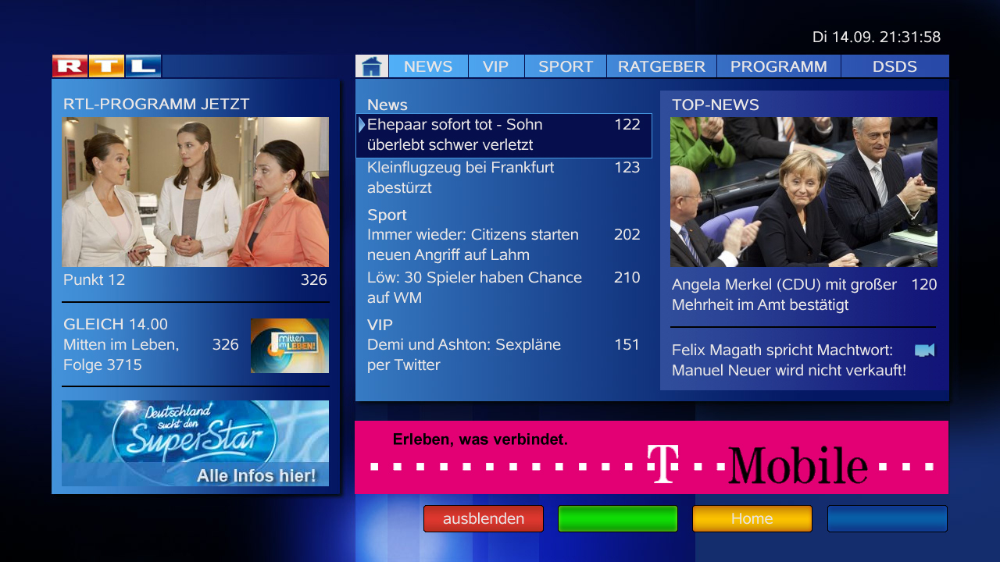 Di 14.09. 21:31:58
RTL
NEWS VIP SPORT RATGEBER PROGRAMM DSDS
RTL-PROGRAMM JETZT
Punkt 12 326
GLEICH 14.00
Mitten im Leben, 326
Folge 3715
mitten
im LEBEN!
Deutschland
sucht den
SuperStar
Alle Infos hier!
News
Ehepaar sofort tot - Sohn 122
überlebt schwer verletzt
Kleinflugzeug bei Frankfurt 123
abestürzt
Sport
Immer wieder: Citizens starten 202
neuen Angriff auf Lahm
Löw: 30 Spieler haben Chance 210
auf WM
VIP
Demi und Ashton: Sexpläne 151
per Twitter
TOP-NEWS
Angela Merkel (CDU) mit großer 120
Mehrheit im Amt bestätigt
Felix Magath spricht Machtwort:
Manuel Neuer wird nicht verkauft!
Erleben, was verbindet.
T Mobile
ausblenden Home